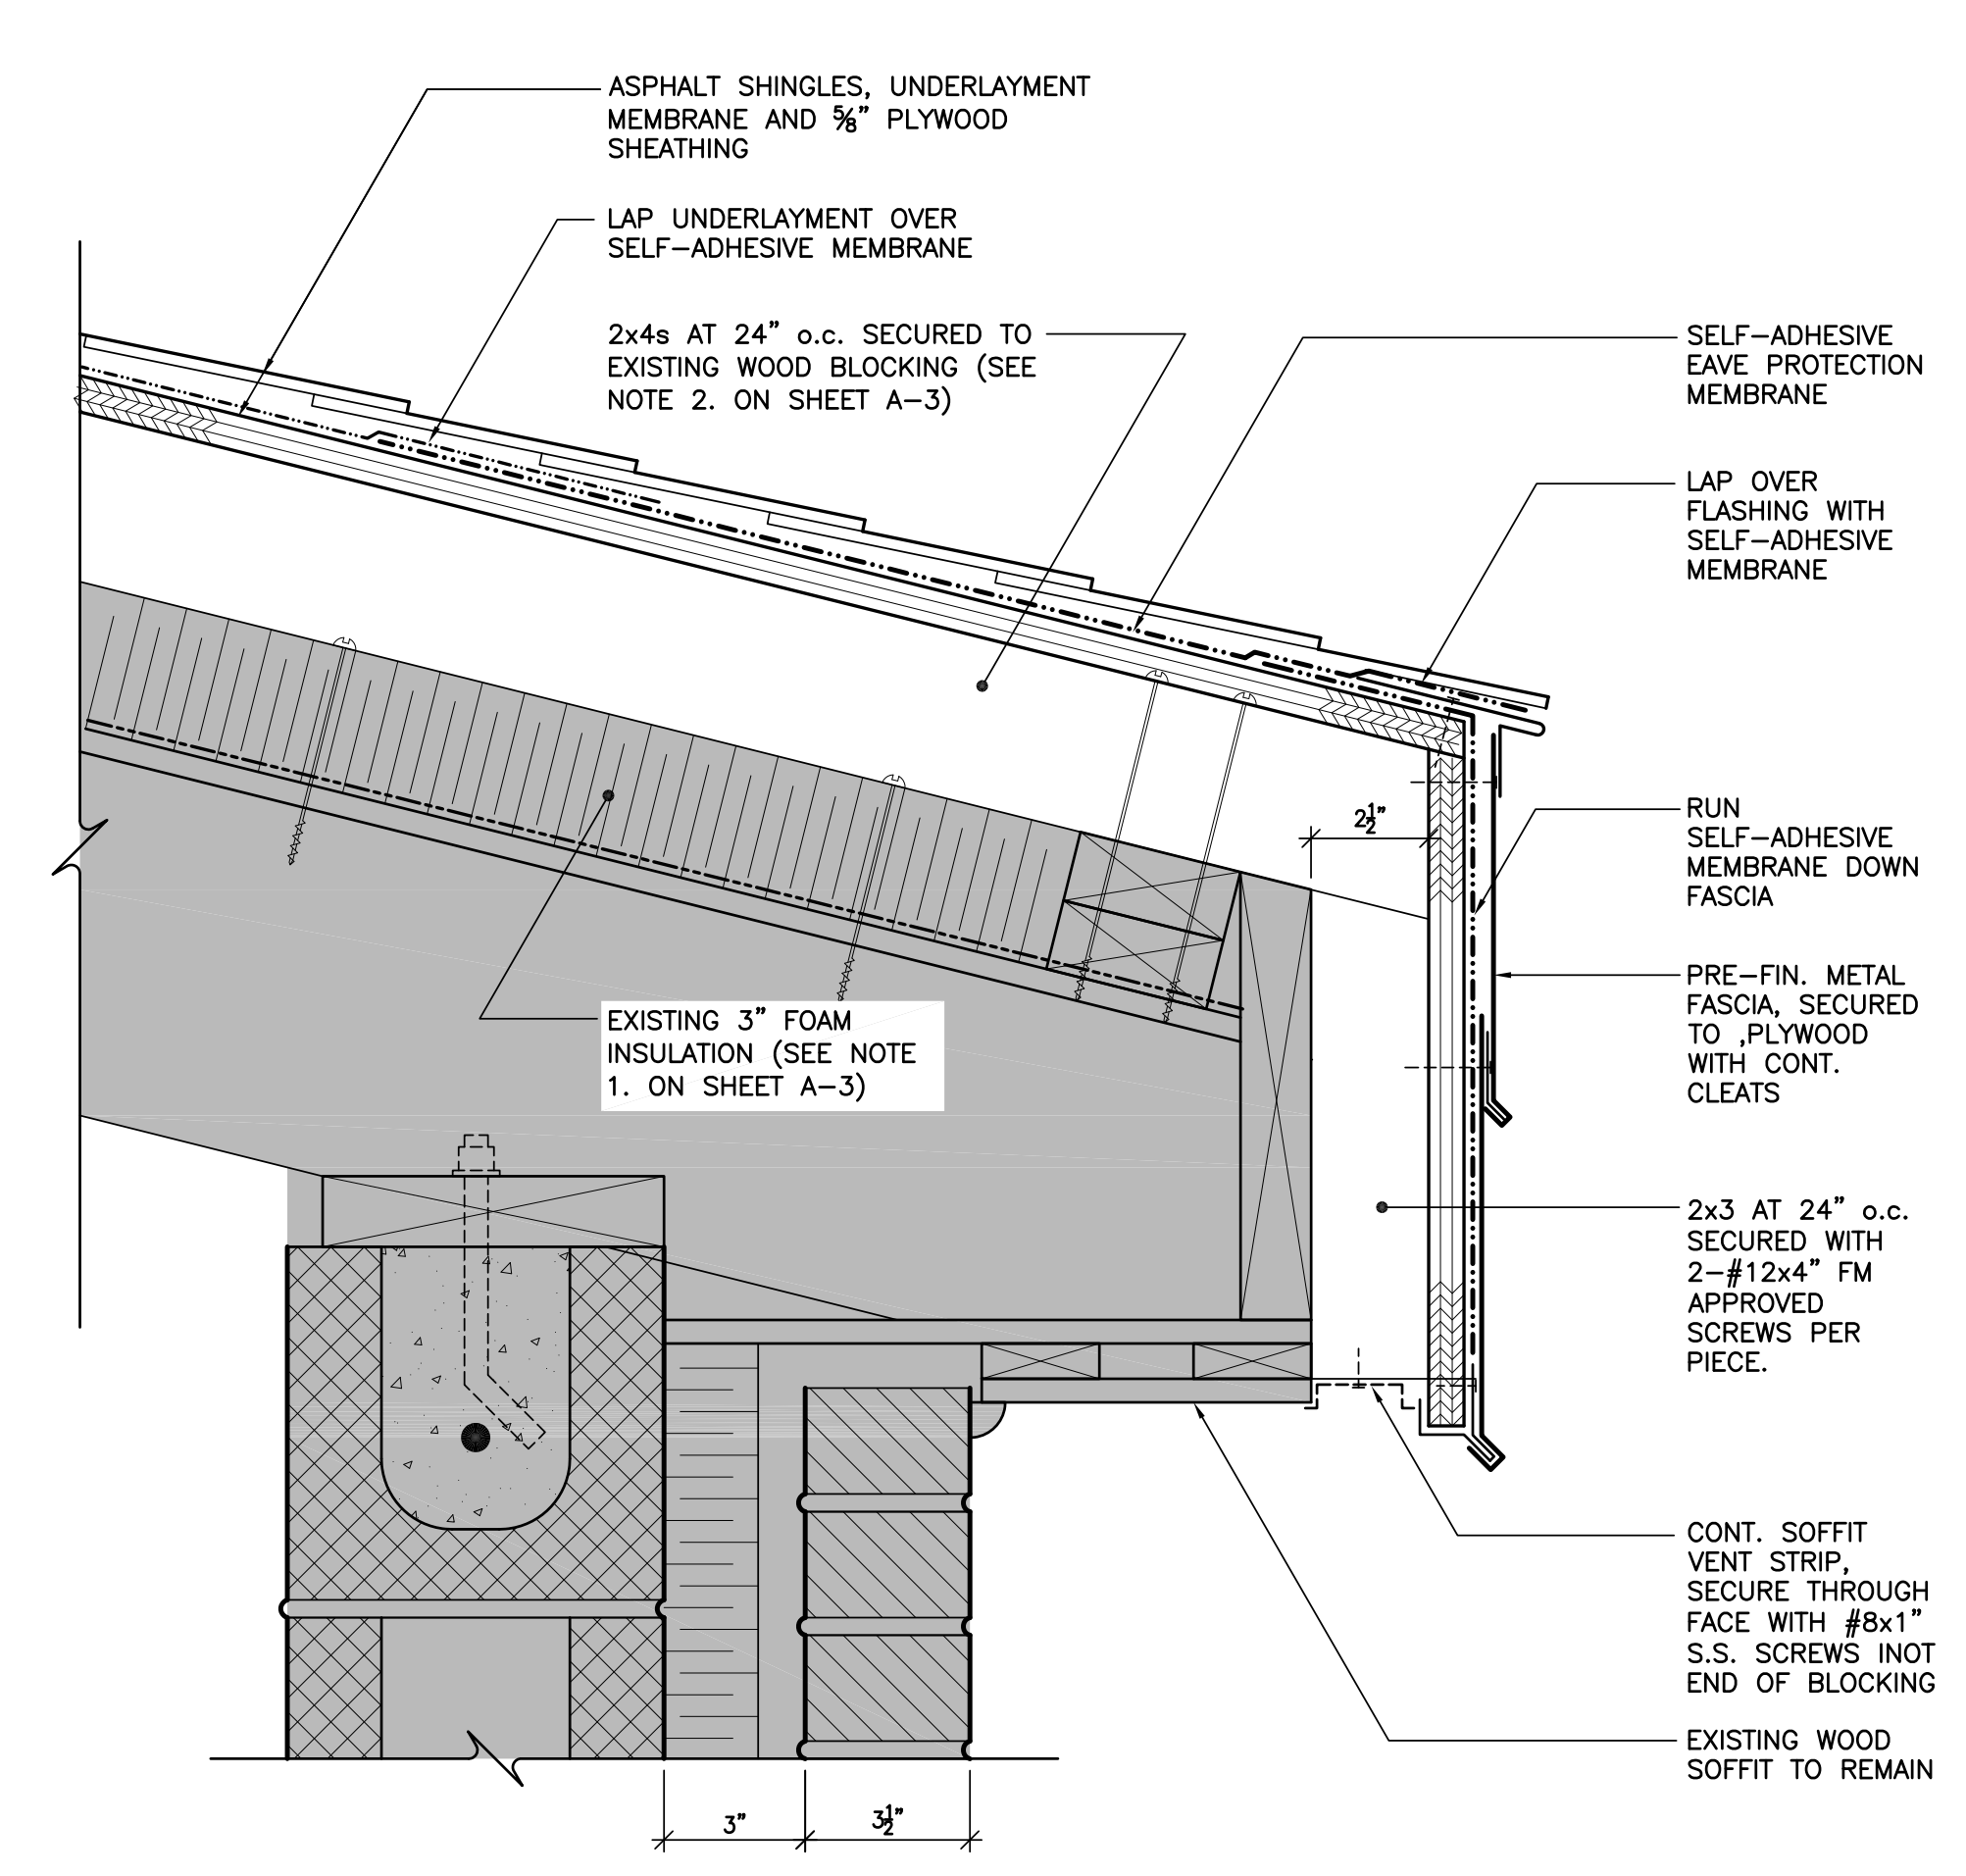 ASPHALT SHINGLES, UNDERLAYMENT
MEMBRANE AND ⅝" PLYWOOD
SHEATHING
LAP UNDERLAYMENT OVER
SELF-ADHESIVE MEMBRANE
2x4s AT 24" o.c. SECURED TO
EXISTING WOOD BLOCKING (SEE
NOTE 2. ON SHEET A-3)
SELF-ADHESIVE
EAVE PROTECTION
MEMBRANE
LAP OVER
FLASHING WITH
SELF-ADHESIVE
MEMBRANE
2½"
RUN
SELF-ADHESIVE
MEMBRANE DOWN
FASCIA
PRE-FIN. METAL
FASCIA, SECURED
TO ,PLYWOOD
WITH CONT.
CLEATS
EXISTING 3" FOAM
INSULATION (SEE NOTE
1. ON SHEET A-3)
2x3 AT 24" o.c.
SECURED WITH
2-#12x4" FM
APPROVED
SCREWS PER
PIECE.
CONT. SOFFIT
VENT STRIP,
SECURE THROUGH
FACE WITH #8x1"
S.S. SCREWS INOT
END OF BLOCKING
EXISTING WOOD
SOFFIT TO REMAIN
3"
3½"